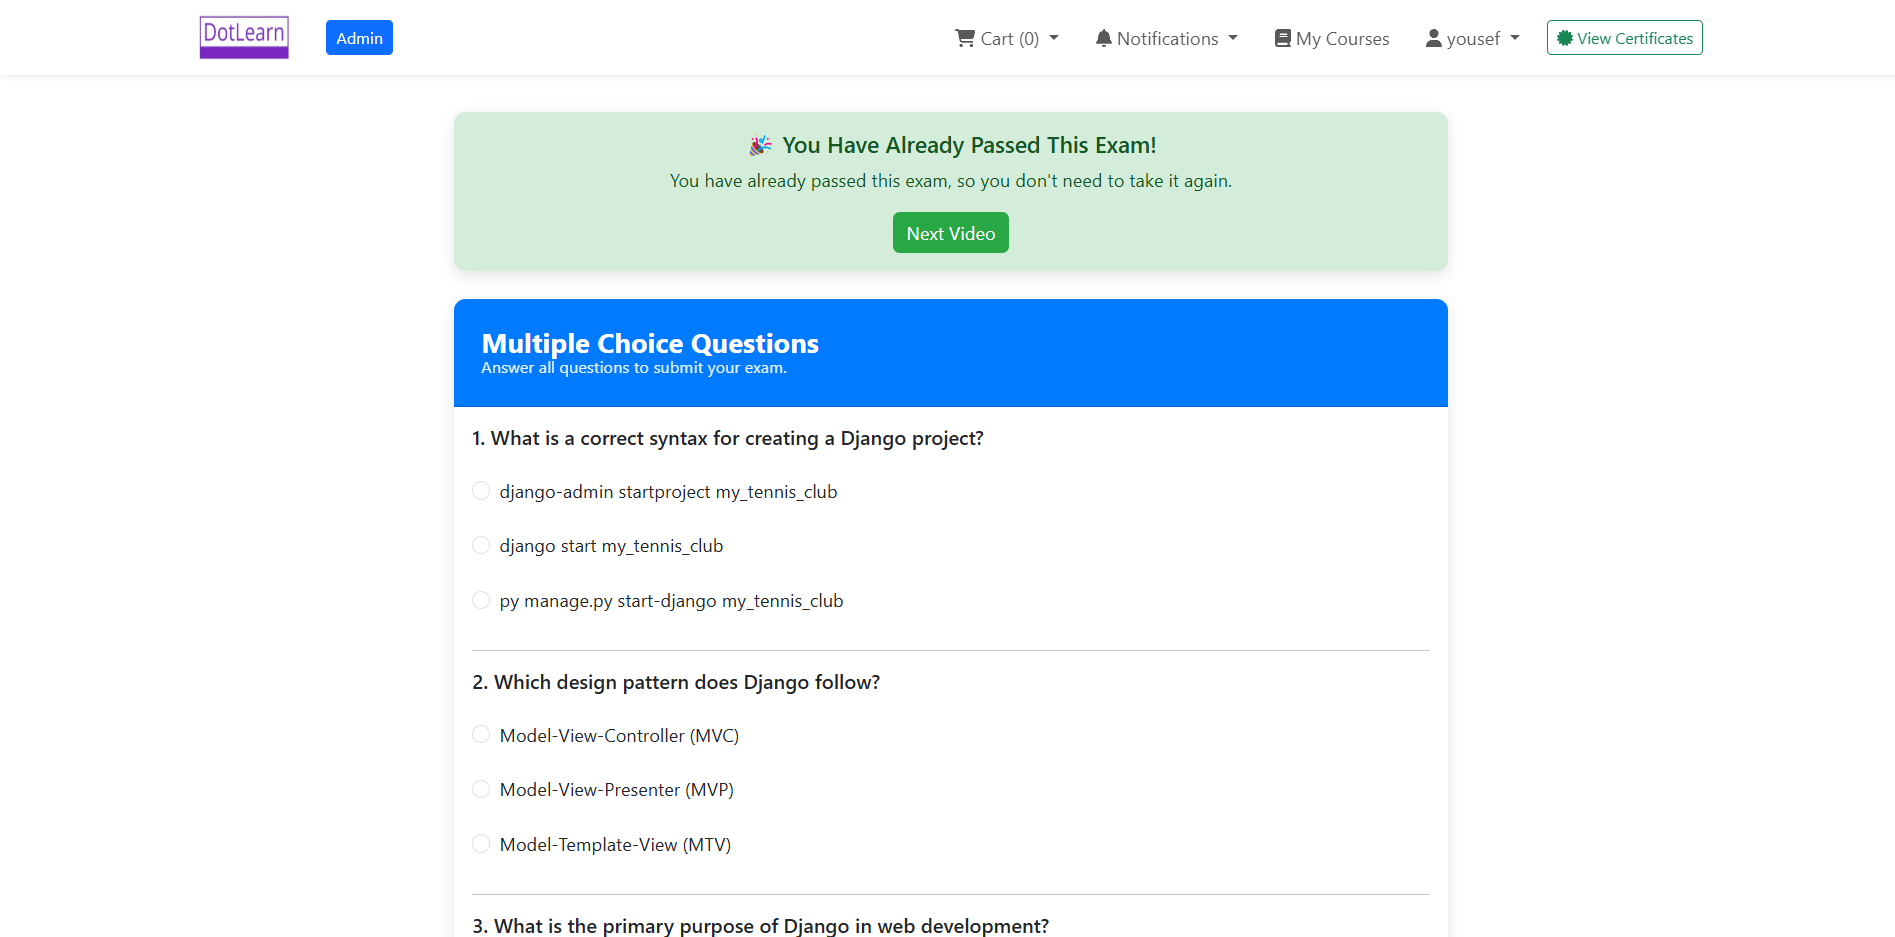 DotLearn
Admin
Cart (0)
Notifications
My Courses
yousef
View Certificates
🎉 You Have Already Passed This Exam!
You have already passed this exam, so you don't need to take it again.
Next Video
Multiple Choice Questions
Answer all questions to submit your exam.
1. What is a correct syntax for creating a Django project?
django-admin startproject my_tennis_club
django start my_tennis_club
py manage.py start-django my_tennis_club
2. Which design pattern does Django follow?
Model-View-Controller (MVC)
Model-View-Presenter (MVP)
Model-Template-View (MTV)
3. What is the primary purpose of Django in web development?